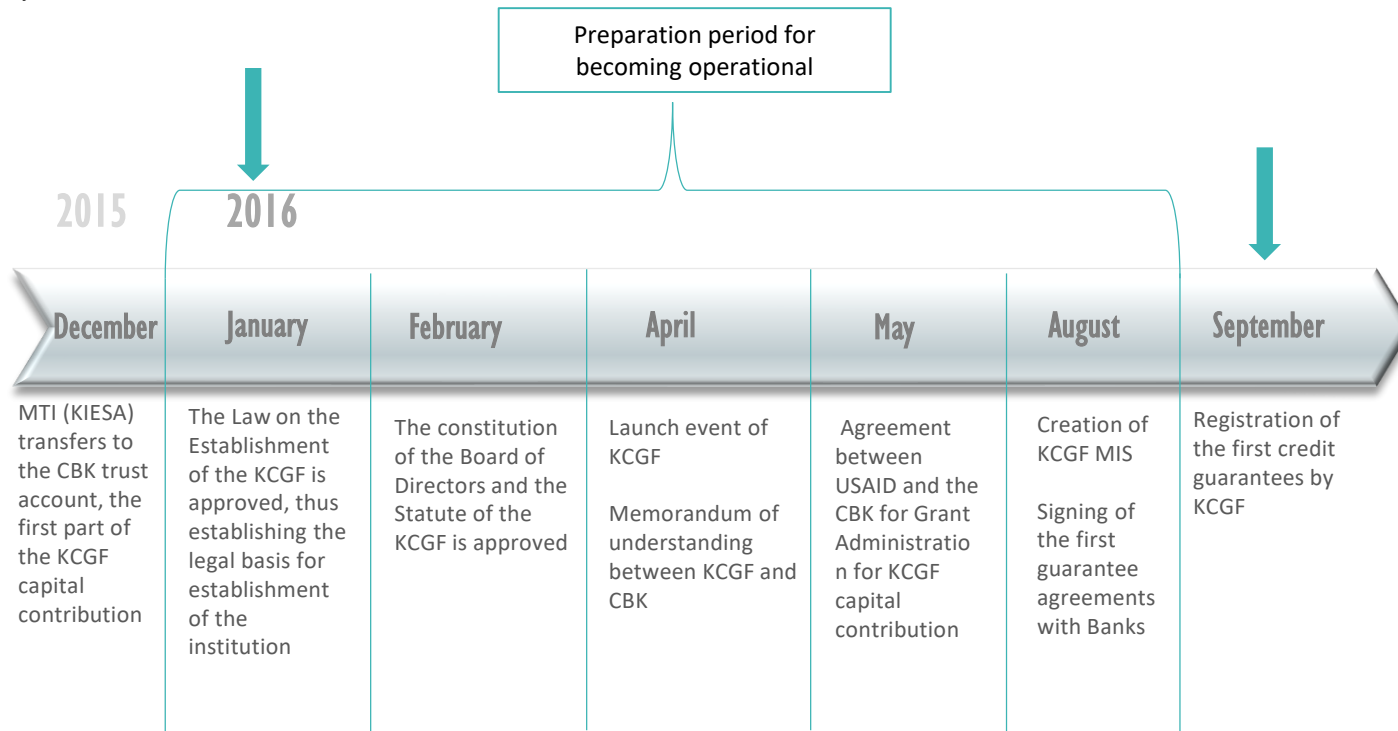 Preparation period for
becoming operational
2015
2016
December
January
February
April
May
August
September
MTI (KIESA)
transfers to
the CBK trust
account, the
first part of
the KCGF
capital
contribution
The Law on the
Establishment
of the KCGF is
approved, thus
establishing the
legal basis for
establishment
of the
institution
The constitution
of the Board of
Directors and the
Statute of the
KCGF is approved
Launch event of
KCGF
Memorandum of
understanding
between KCGF and
CBK
Agreement
between
USAID and the
CBK for Grant
Administratio
n for KCGF
capital
contribution
Creation of
KCGF MIS
Signing of
the first
guarantee
agreements
with Banks
Registration of
the first credit
guarantees by
KCGF